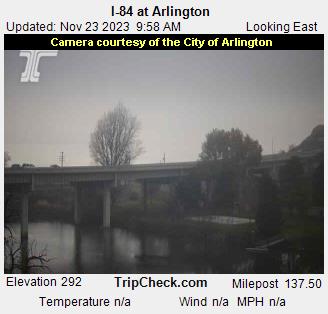 I-84 at Arlington
Updated: Nov 23 2023 9:58 AM Looking East
Camera courtesy of the City of Arlington
Elevation 292 TripCheck.com Milepost 137.50
Temperature n/a Wind n/a MPH n/a